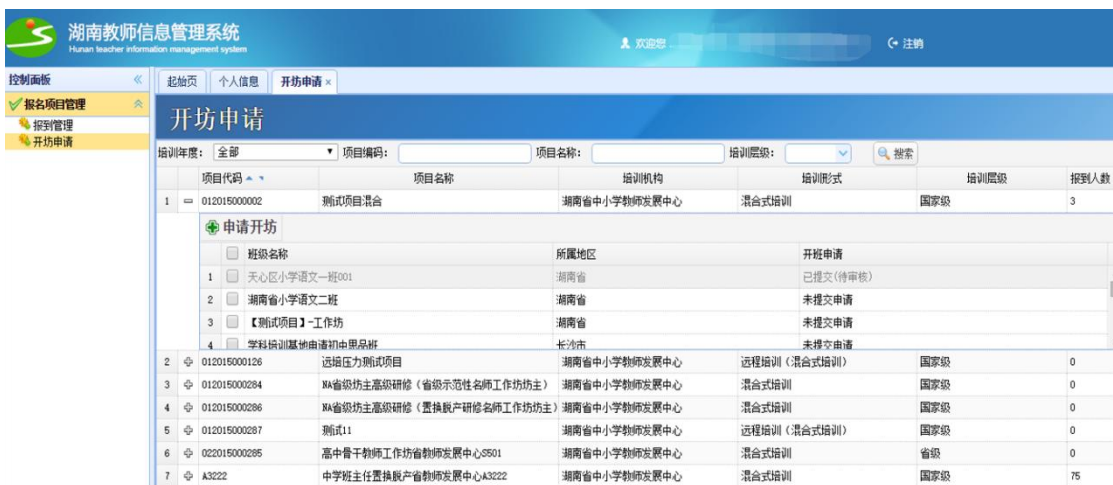 湖南教师信息管理系统
Hunan teacher information management system
欢迎您
注销
控制面板
报名项目管理
报到管理
开坊申请
起始页 个人信息 开坊申请 ×
开坊申请
培训年度: 全部 项目编码: 项目名称: 培训层级: 搜索
项目代码 项目名称 培训机构 培训形式 培训层级 报到人数
1 012015000002 测试项目混合 湖南省中小学教师发展中心 混合式培训 国家级 3
申请开坊
班级名称 所属地区 开班申请
1 天心区小学语文一班001 湖南省 已提交(待审核)
2 湖南省小学语文二班 湖南省 未提交申请
3 【测试项目】-工作坊 湖南省 未提交申请
4 学科培训基地申请初中思品班 长沙市 未提交申请
2 012015000126 远培压力测试项目 湖南省中小学教师发展中心 远程培训（混合式培训） 国家级 0
3 012015000284 NA省级坊主高级研修（省级示范性名师工作坊坊主） 湖南省中小学教师发展中心 混合式培训 国家级 0
4 012015000286 NA省级坊主高级研修（置换脱产研修名师工作坊坊主） 湖南省中小学教师发展中心 混合式培训 国家级 0
5 012015000287 测试11 湖南省中小学教师发展中心 远程培训（混合式培训） 国家级 0
6 022015000285 高中骨干教师工作坊省教师发展中心S501 湖南省中小学教师发展中心 混合式培训 省级 0
7 A3222 中学班主任置换脱产省教师发展中心A3222 湖南省中小学教师发展中心 混合式培训 国家级 75